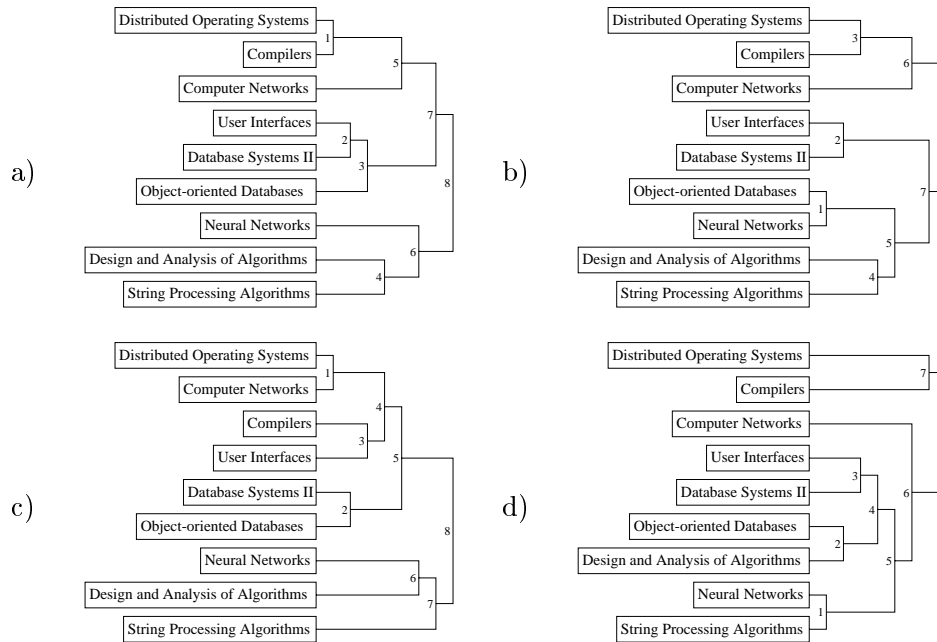 a)
Distributed Operating Systems
Compilers
Computer Networks
User Interfaces
Database Systems II
Object-oriented Databases
Neural Networks
Design and Analysis of Algorithms
String Processing Algorithms
1
5
2
7
3
8
6
4
b)
Distributed Operating Systems
Compilers
Computer Networks
User Interfaces
Database Systems II
Object-oriented Databases
Neural Networks
Design and Analysis of Algorithms
String Processing Algorithms
3
6
2
7
1
5
4
c)
Distributed Operating Systems
Computer Networks
Compilers
User Interfaces
Database Systems II
Object-oriented Databases
Neural Networks
Design and Analysis of Algorithms
String Processing Algorithms
1
4
3
5
2
8
6
7
d)
Distributed Operating Systems
Compilers
Computer Networks
User Interfaces
Database Systems II
Object-oriented Databases
Design and Analysis of Algorithms
Neural Networks
String Processing Algorithms
7
3
6
4
2
5
1